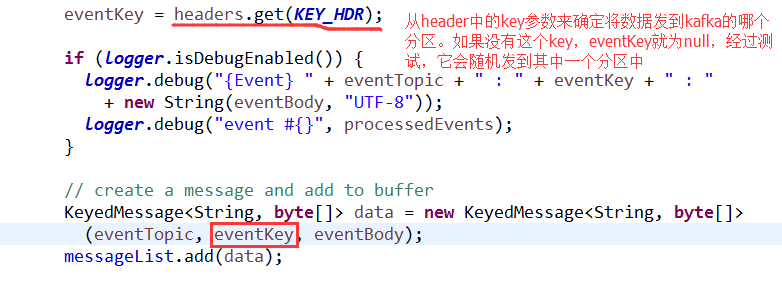 eventKey = headers.get(KEY_HDR);
从header中的key参数来确定将数据发到kafka的哪个
分区。如果没有这个key，eventKey就为null，经过测
试，它会随机发到其中一个分区中
if (logger.isDebugEnabled()) {
logger.debug("{Event} " + eventTopic + " : " + eventKey + " : "
+ new String(eventBody, "UTF-8"));
logger.debug("event #{}", processedEvents);
}
// create a message and add to buffer
KeyedMessage<String, byte[]> data = new KeyedMessage<String, byte[]>
(eventTopic, eventKey, eventBody);
messageList.add(data);